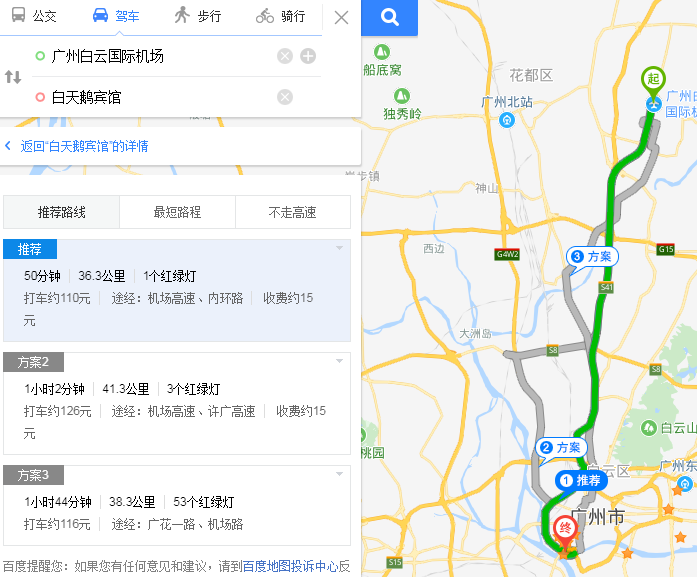 公交 驾车 步行 骑行
广州白云国际机场
白天鹅宾馆
返回"白天鹅宾馆"的详情
推荐路线 最短路程 不走高速
推荐
50分钟 36.3公里 1个红绿灯
打车约110元 途经：机场高速、内环路 收费约15
元
方案2
1小时2分钟 41.3公里 3个红绿灯
打车约126元 途经：机场高速、许广高速 收费约15
元
方案3
1小时44分钟 38.3公里 53个红绿灯
打车约116元 途经：广花一路、机场路
百度提醒您：如果您有任何意见和建议，请到百度地图投诉中心反
船底窝
花都区
起
独秀岭
广州北站
广州白
国际机
神山
西边
G4W2
G15
3 方案
S41
大洲岛
S8
S8
白云山
桃园
2 方案
白云区
广州东
1 推荐
广州市
终
S15